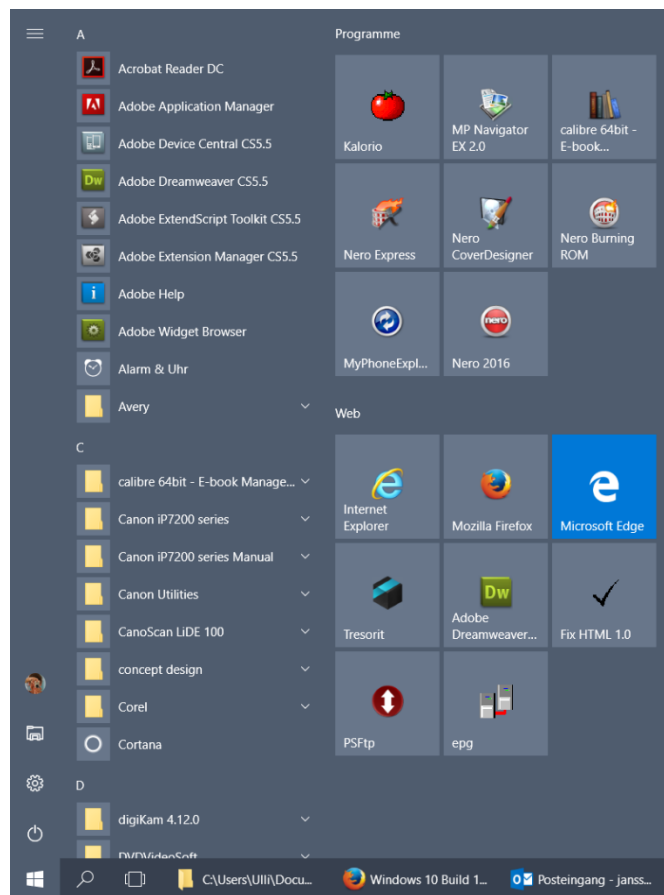 A
Acrobat Reader DC
Adobe Application Manager
Adobe Device Central CS5.5
Dw
Adobe Dreamweaver CS5.5
Adobe ExtendScript Toolkit CS5.5
Adobe Extension Manager CS5.5
i
Adobe Help
Adobe Widget Browser
Alarm & Uhr
Avery
C
calibre 64bit - E-book Manage...
Canon iP7200 series
Canon iP7200 series Manual
Canon Utilities
CanoScan LiDE 100
concept design
Corel
Cortana
D
digiKam 4.12.0
DVDVideoSoft
Programme
Kalorio
MP Navigator
EX 2.0
calibre 64bit -
E-book...
Nero Express
Nero
CoverDesigner
Nero Burning
ROM
MyPhoneExpl...
nero
Nero 2016
Web
Internet
Explorer
Mozilla Firefox
Microsoft Edge
Tresorit
Dw
Adobe
Dreamweaver...
Fix HTML 1.0
PSFtp
epg
C:\Users\Ulli\Docu...
Windows 10 Build 1...
Posteingang - janss...